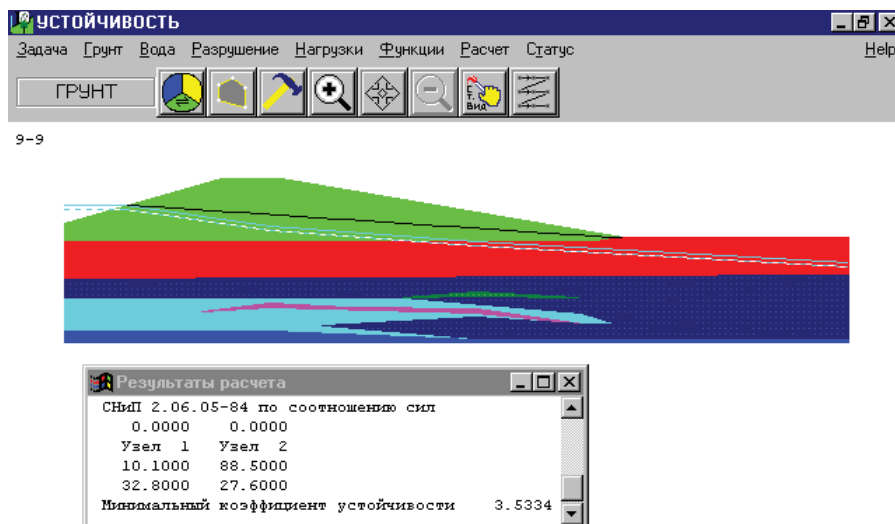 УСТОЙЧИВОСТЬ
Задача Грунт Вода Разрушение Нагрузки Функции Расчет Статус Help
ГРУНТ
СТ. ВИД
9-9
Результаты расчета
СНиП 2.06.05-84 по соотношению сил
0.0000 0.0000
Узел 1 Узел 2
10.1000 88.5000
32.8000 27.6000
Минимальный коэффициент устойчивости 3.5334